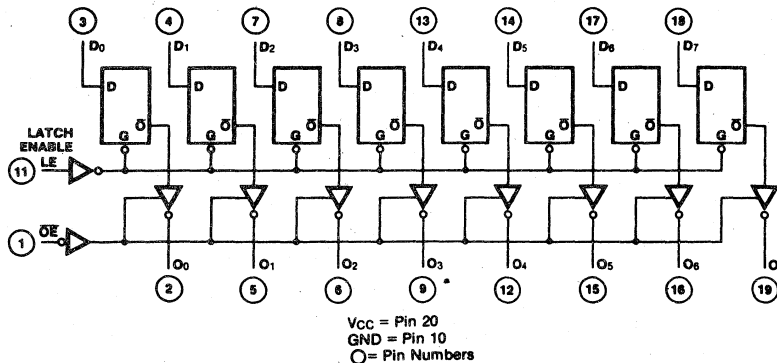 3 4 7 8 13 14 17 18
D0 D1 D2 D3 D4 D5 D6 D7
D D D D D D D D
O̅ O̅ O̅ O̅ O̅ O̅ O̅ O̅
G G G G G G G G
LATCH
ENABLE
LE
11
O̅E̅
1
O0 O1 O2 O3 O4 O5 O6 O
2 5 6 9 12 15 16 19
VCC = Pin 20
GND = Pin 10
= Pin Numbers